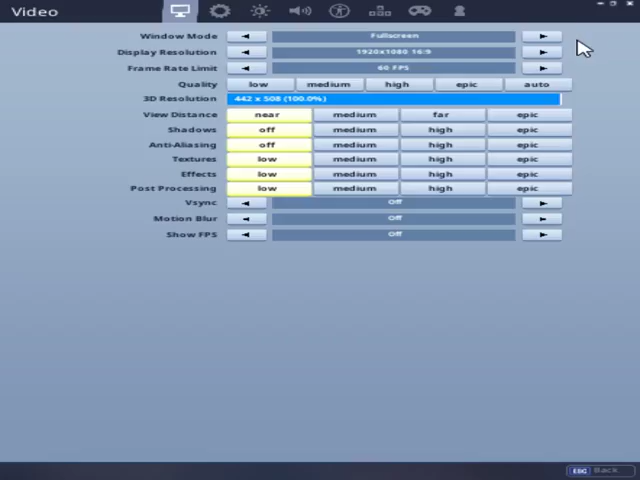 Video
Window Mode Fullscreen
Display Resolution 1920x1080 16:9
Frame Rate Limit 60 FPS
Quality low medium high epic auto
3D Resolution 442 x 508 (100.0%)
View Distance near medium far epic
Shadows off medium high epic
Anti-Aliasing off medium high epic
Textures low medium high epic
Effects low medium high epic
Post Processing low medium high epic
Vsync Off
Motion Blur Off
Show FPS Off
ESC Back